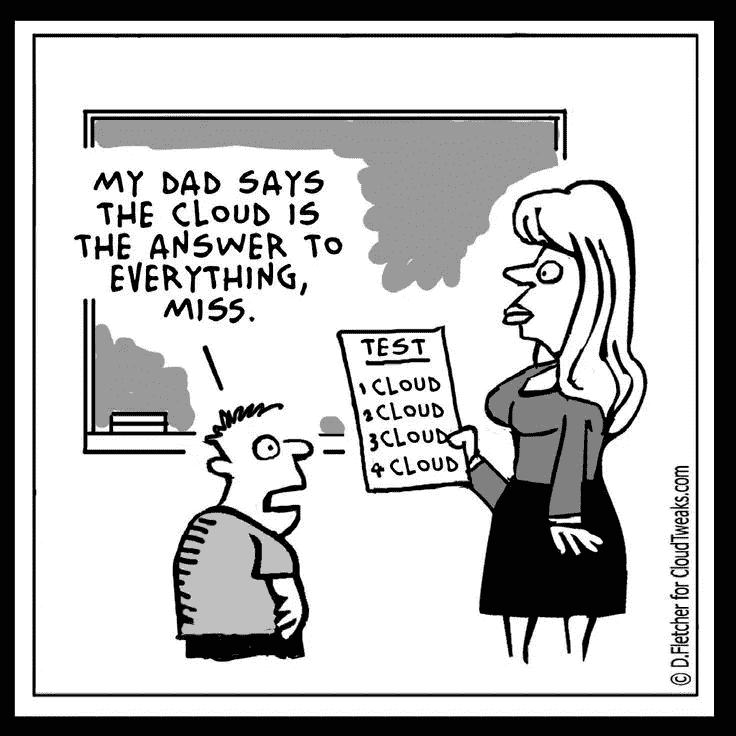 MY DAD SAYS
THE CLOUD IS
THE ANSWER TO
EVERYTHING,
MISS.
TEST
1 CLOUD
2 CLOUD
3 CLOUD
4 CLOUD
© D.Fletcher for CloudTweaks.com